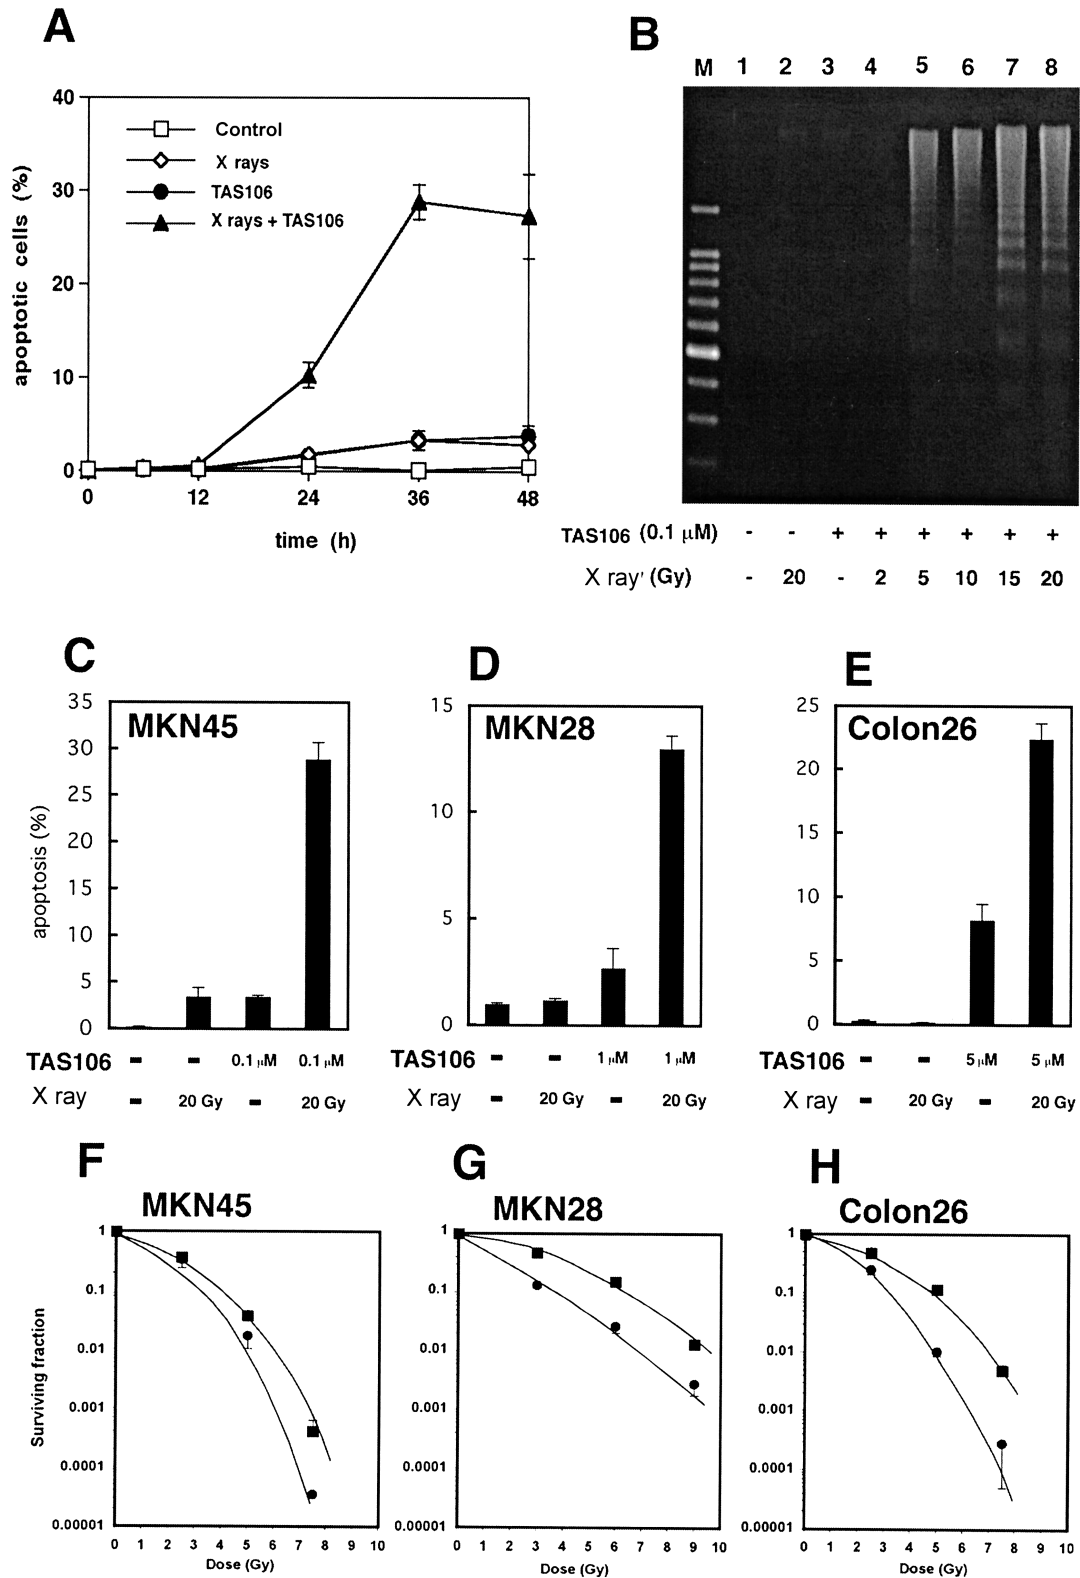 A
B
M 1 2 3 4 5 6 7 8
40
30
20
10
0
apoptotic cells (%)
Control
X rays
TAS106
X rays + TAS106
0 12 24 36 48
time (h)
TAS106 (0.1 µM) - - + + + + + +
X ray' (Gy) - 20 - 2 5 10 15 20
C
D
E
MKN45
35
30
25
20
15
10
5
0
apoptosis (%)
MKN28
15
10
5
0
Colon26
25
20
15
10
5
0
TAS106 - - 0.1 µM 0.1 µM
X ray - 20 Gy - 20 Gy
TAS106 - - 1 µM 1 µM
X ray - 20 Gy - 20 Gy
TAS106 - - 5 µM 5 µM
X ray - 20 Gy - 20 Gy
F
G
H
MKN45
1
0.1
0.01
0.001
0.0001
0.00001
Surviving fraction
0 1 2 3 4 5 6 7 8 9 10
Dose (Gy)
MKN28
1
0.1
0.01
0.001
0.0001
0.00001
0 1 2 3 4 5 6 7 8 9 10
Dose (Gy)
Colon26
1
0.1
0.01
0.001
0.0001
0.00001
0 1 2 3 4 5 6 7 8 9 10
Dose (Gy)